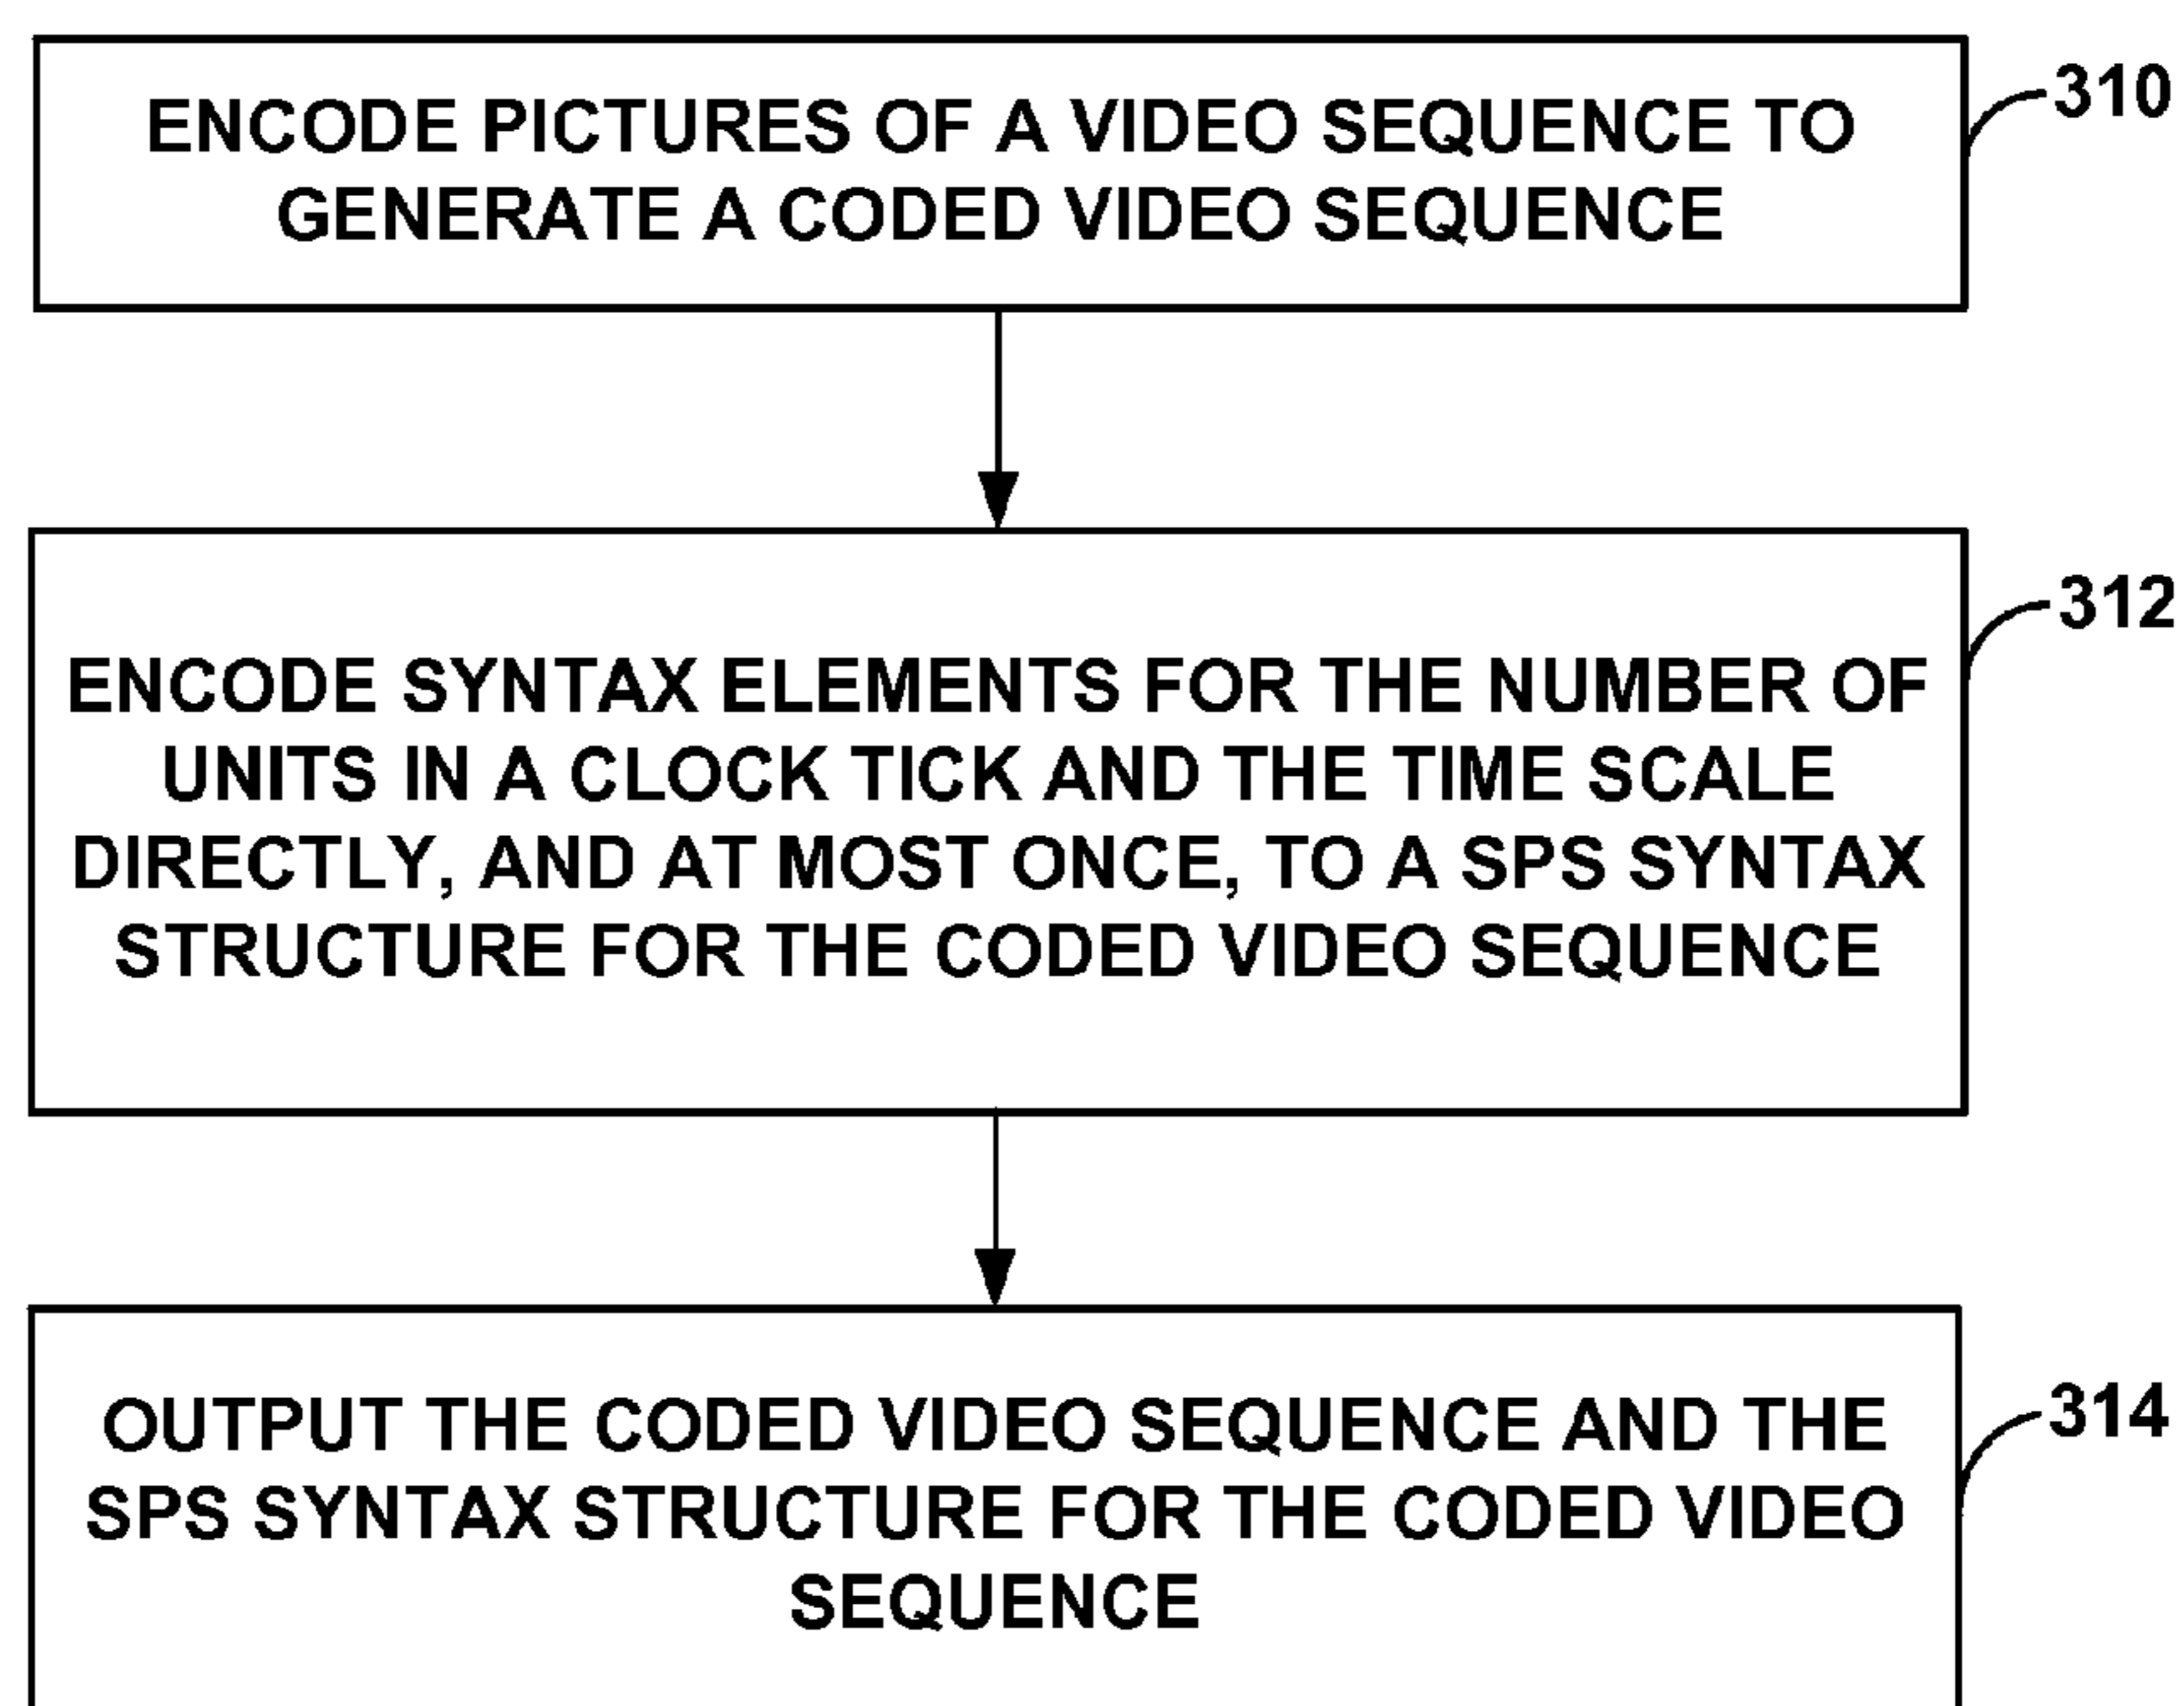 ENCODE PICTURES OF A VIDEO SEQUENCE TO
GENERATE A CODED VIDEO SEQUENCE
310
ENCODE SYNTAX ELEMENTS FOR THE NUMBER OF
UNITS IN A CLOCK TICK AND THE TIME SCALE
DIRECTLY, AND AT MOST ONCE, TO A SPS SYNTAX
STRUCTURE FOR THE CODED VIDEO SEQUENCE
312
OUTPUT THE CODED VIDEO SEQUENCE AND THE
SPS SYNTAX STRUCTURE FOR THE CODED VIDEO
SEQUENCE
314